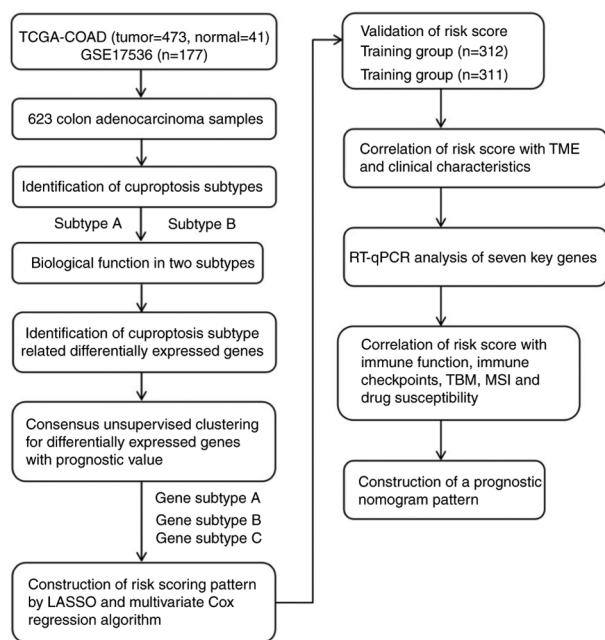 TCGA-COAD (tumor=473, normal=41)
GSE17536 (n=177)
623 colon adenocarcinoma samples
Identification of cuproptosis subtypes
Subtype A Subtype B
Biological function in two subtypes
Identification of cuproptosis subtype
related differentially expressed genes
Consensus unsupervised clustering
for differentially expressed genes
with prognostic value
Gene subtype A
Gene subtype B
Gene subtype C
Construction of risk scoring pattern
by LASSO and multivariate Cox
regression algorithm
Validation of risk score
Training group (n=312)
Training group (n=311)
Correlation of risk score with TME
and clinical characteristics
RT-qPCR analysis of seven key genes
Correlation of risk score with
immune function, immune
checkpoints, TBM, MSI and
drug susceptibility
Construction of a prognostic
nomogram pattern